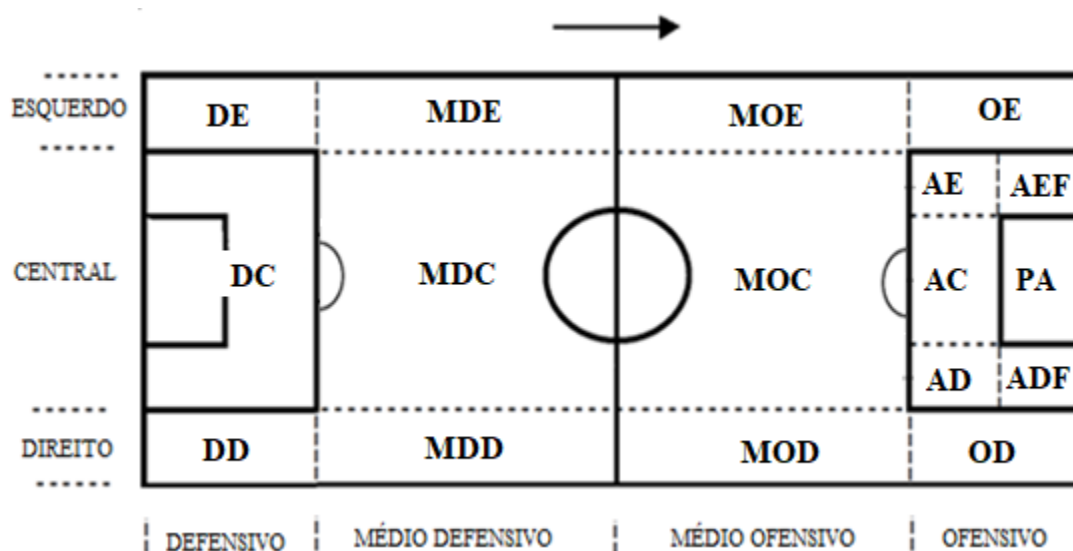 ESQUERDO DE MDE MOE OE
AE AEF
CENTRAL DC MDC MOC AC PA
AD ADF
DIREITO DD MDD MOD OD
DEFENSIVO MÉDIO DEFENSIVO MÉDIO OFENSIVO OFENSIVO